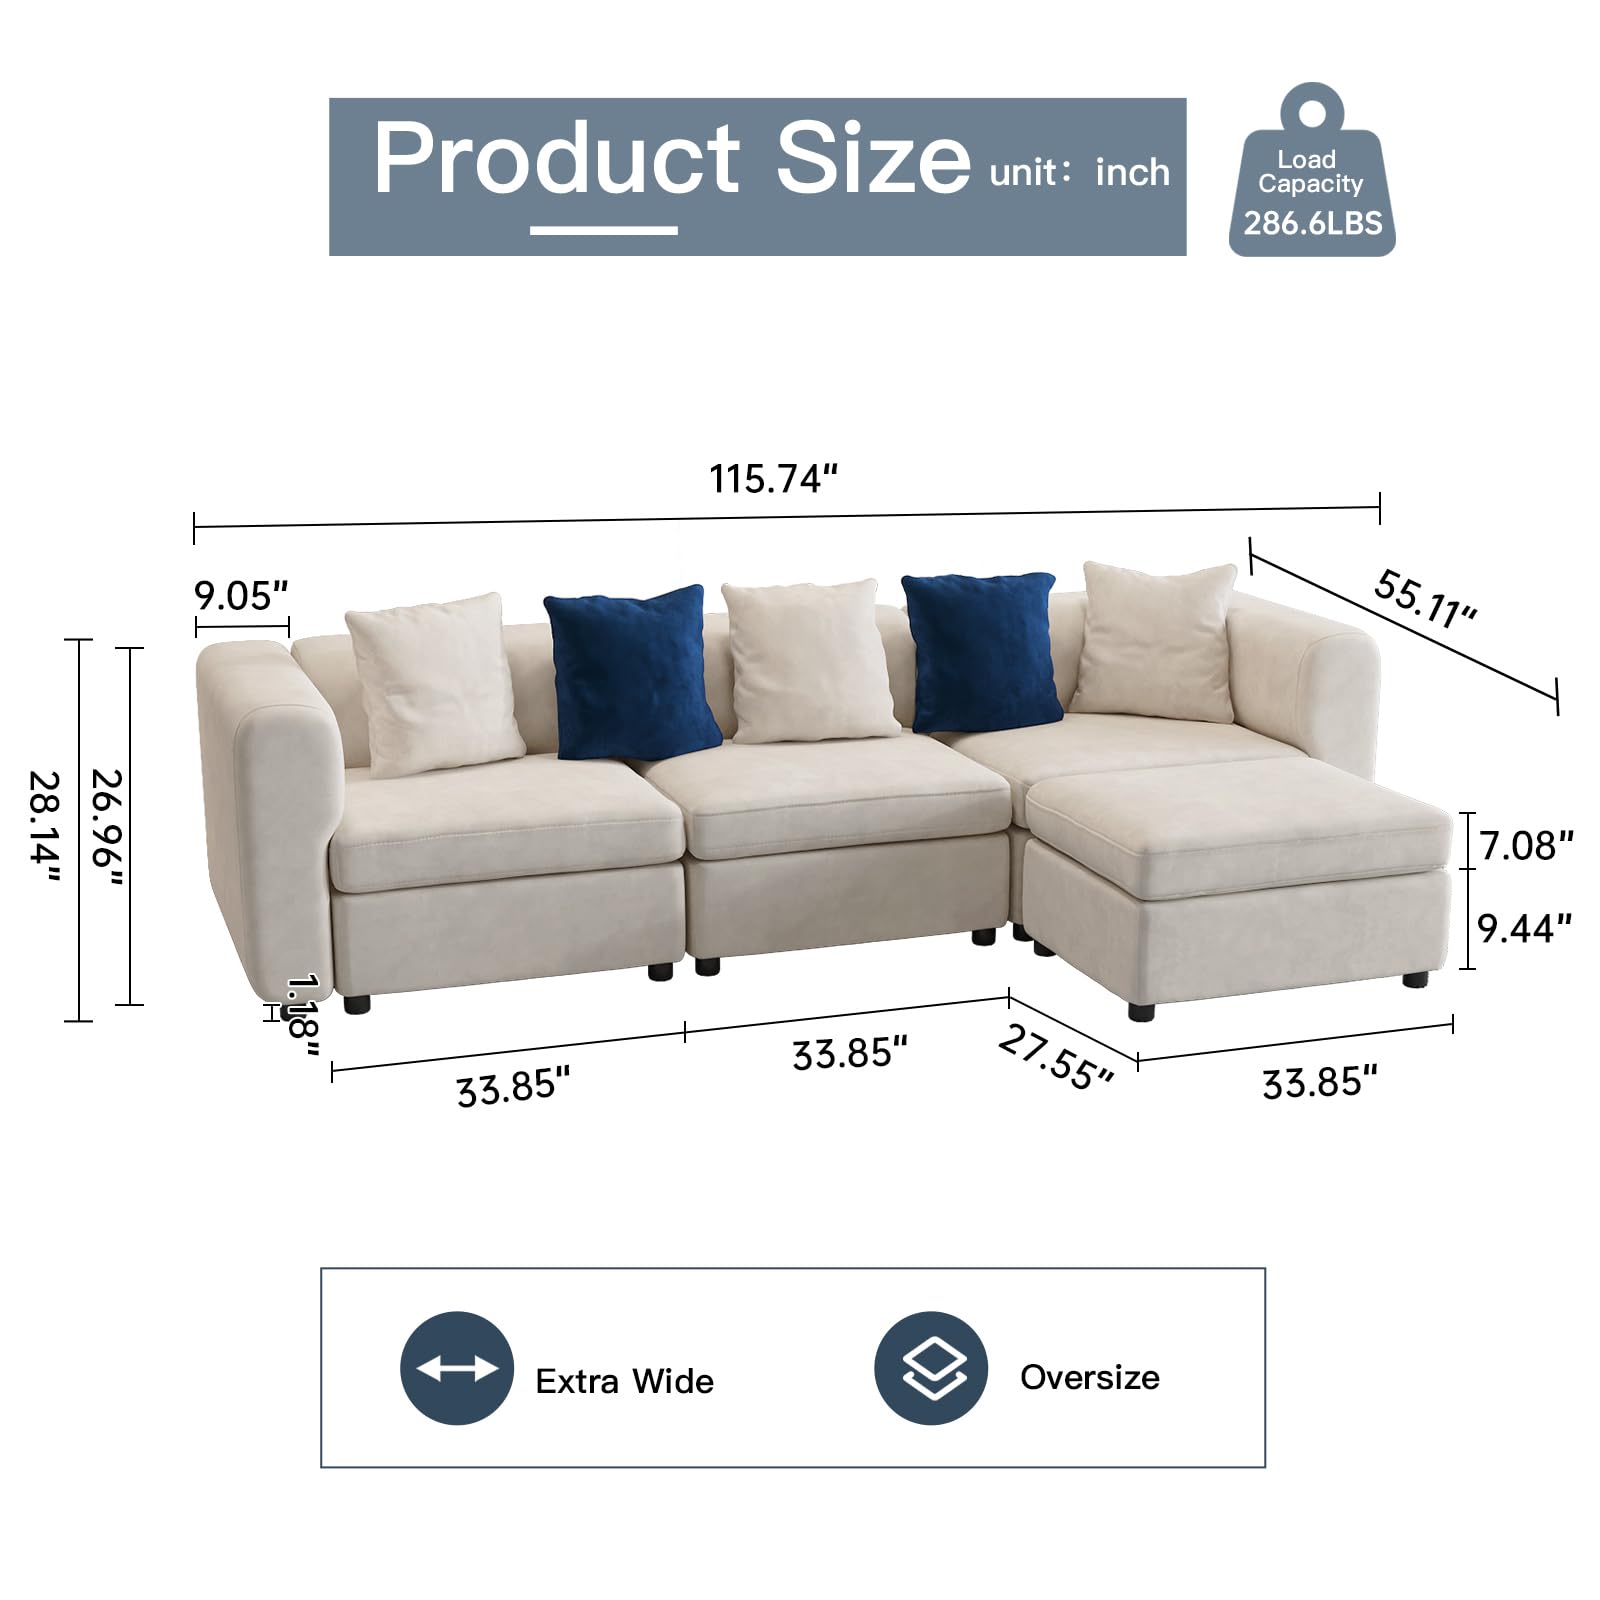 Product Size unit: inch
Load
Capacity
286.6LBS
115.74"
9.05"
55.11"
28.14"
26.96"
7.08"
9.44"
1.18"
33.85"
33.85"
27.55"
33.85"
Extra Wide
Oversize